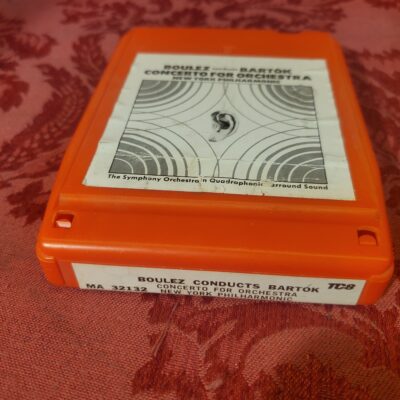 BOULEZ conducts BARTÓK
CONCERTO FOR ORCHESTRA
NEW YORK PHILHARMONIC
The Symphony Orchestra in Quadraphonic Surround Sound
BOULEZ CONDUCTS BARTÓK
TC8
MA 32132 CONCERTO FOR ORCHESTRA
NEW YORK PHILHARMONIC